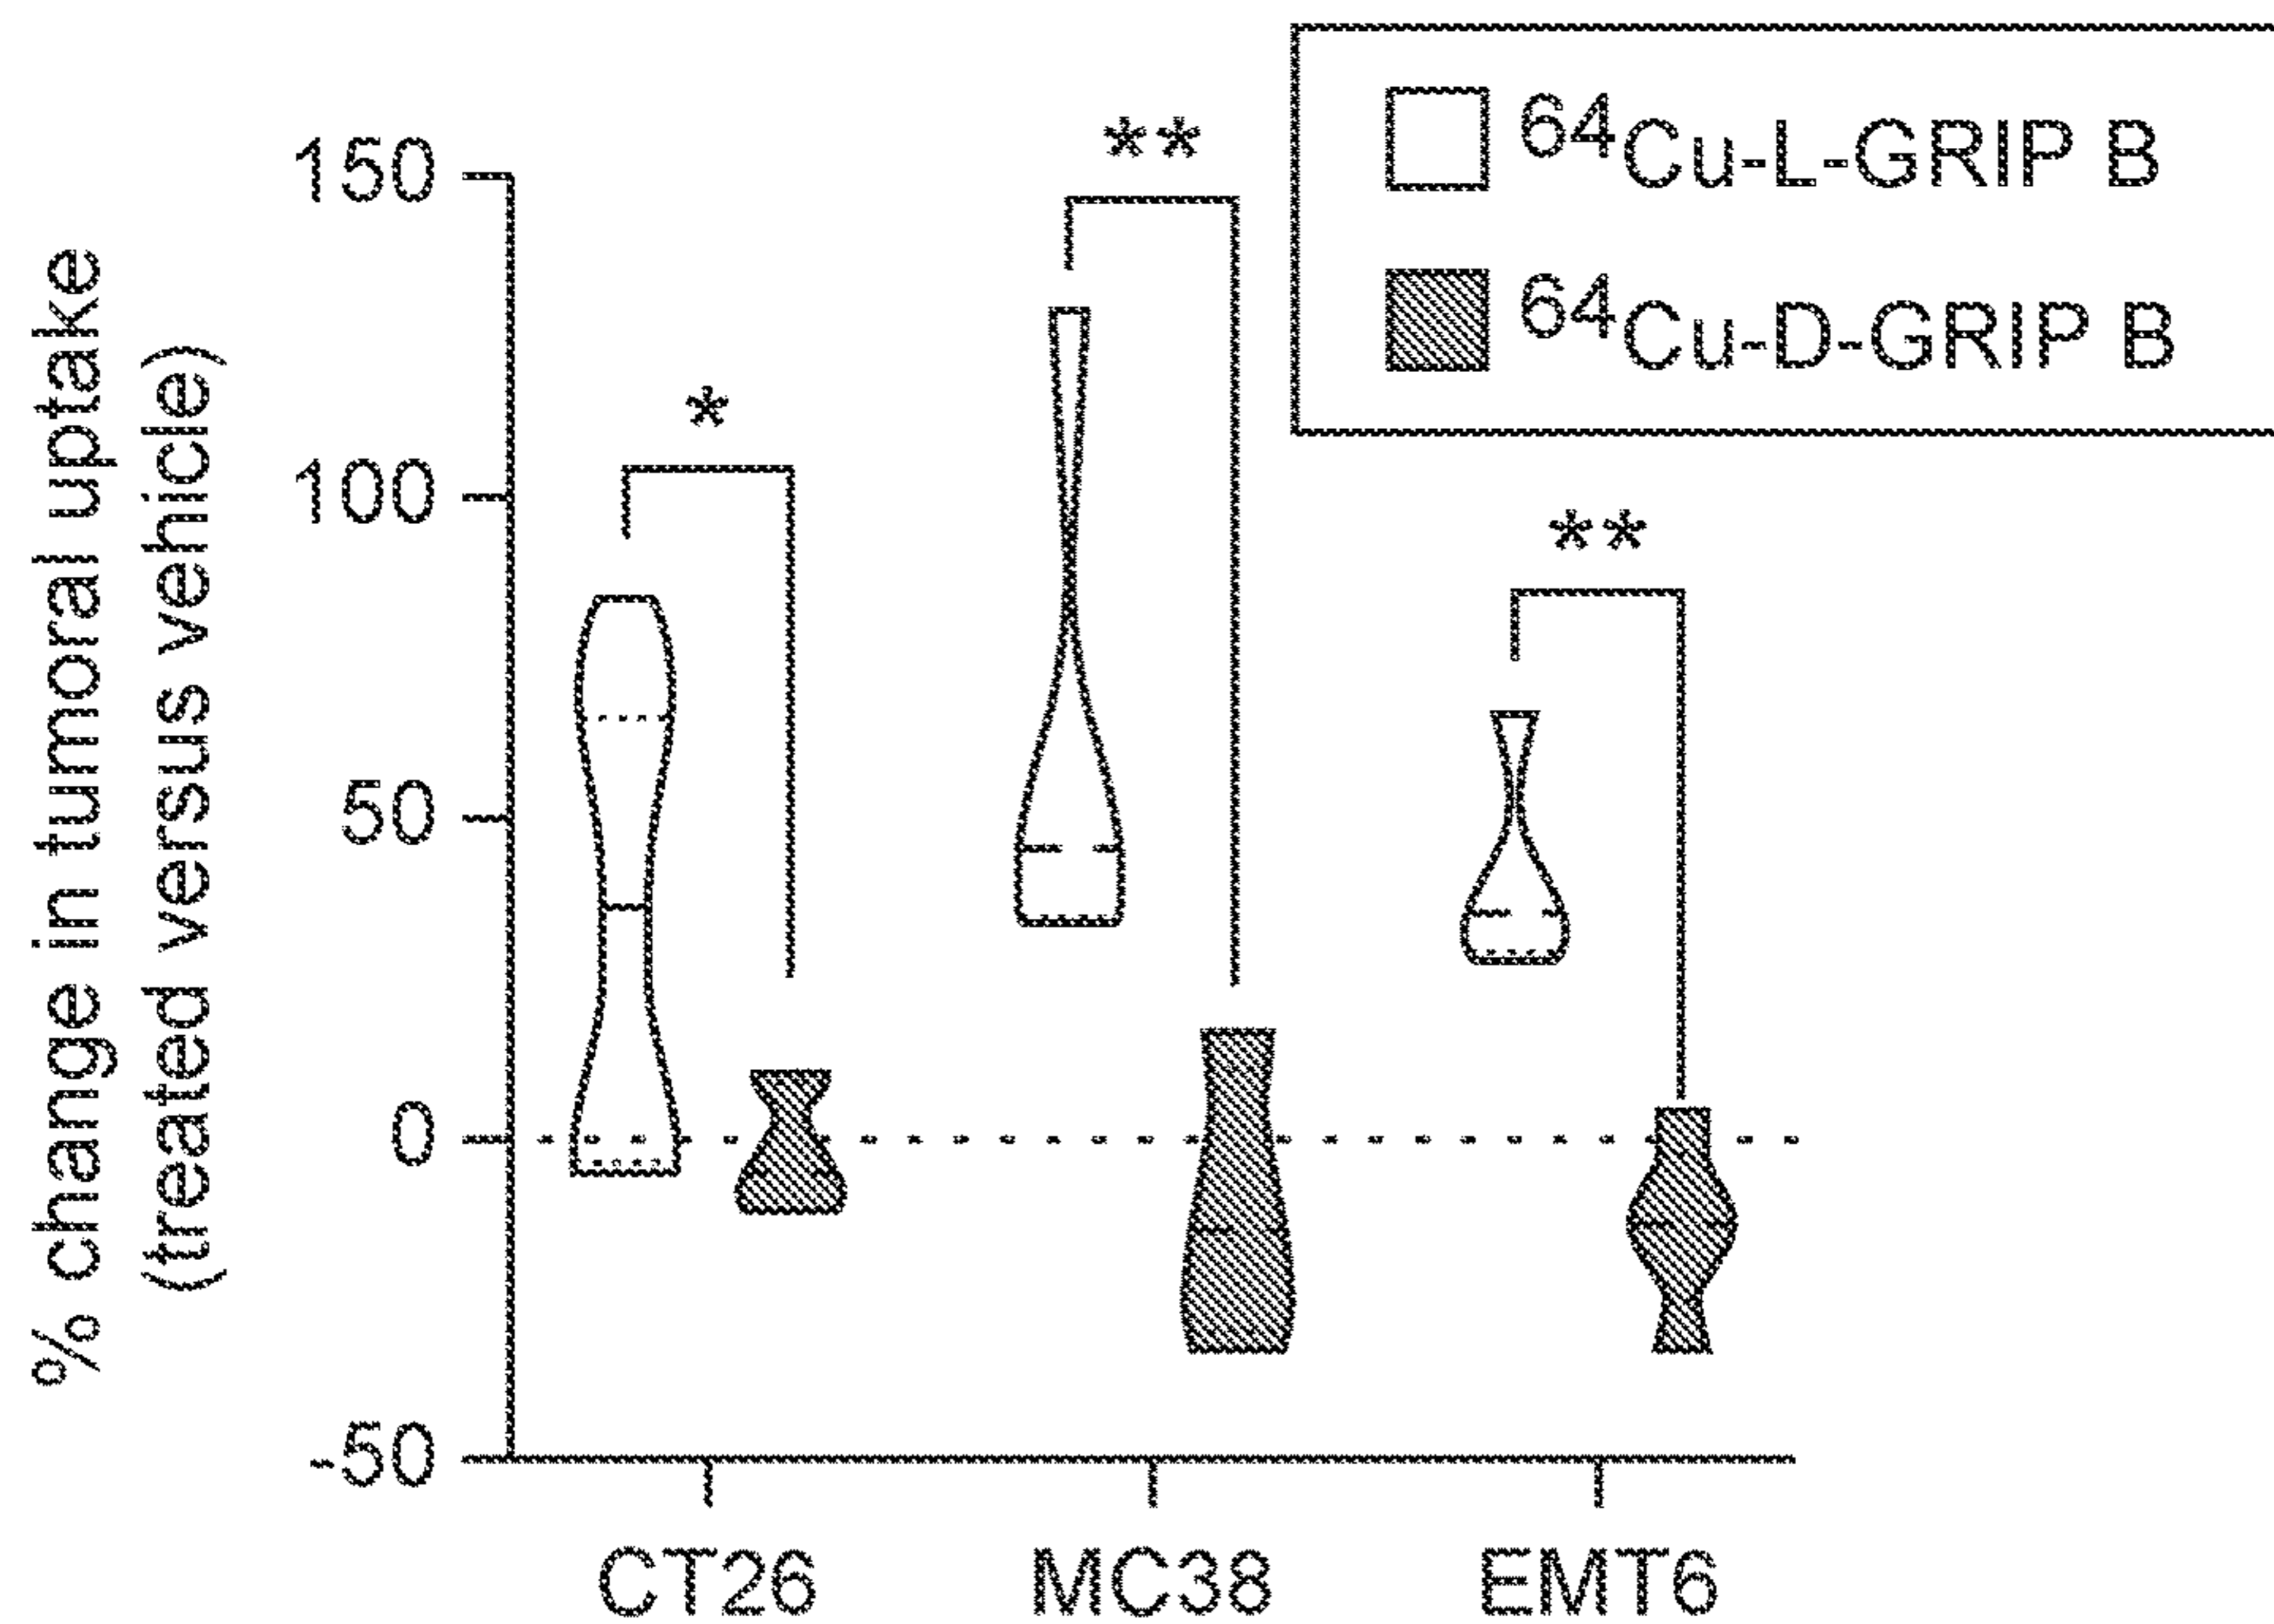 64Cu-L-GRIP B
64Cu-D-GRIP B
% change in tumoral uptake
(treated versus vehicle)
150
100
50
0
-50
*
**
**
CT26
MC38
EMT6